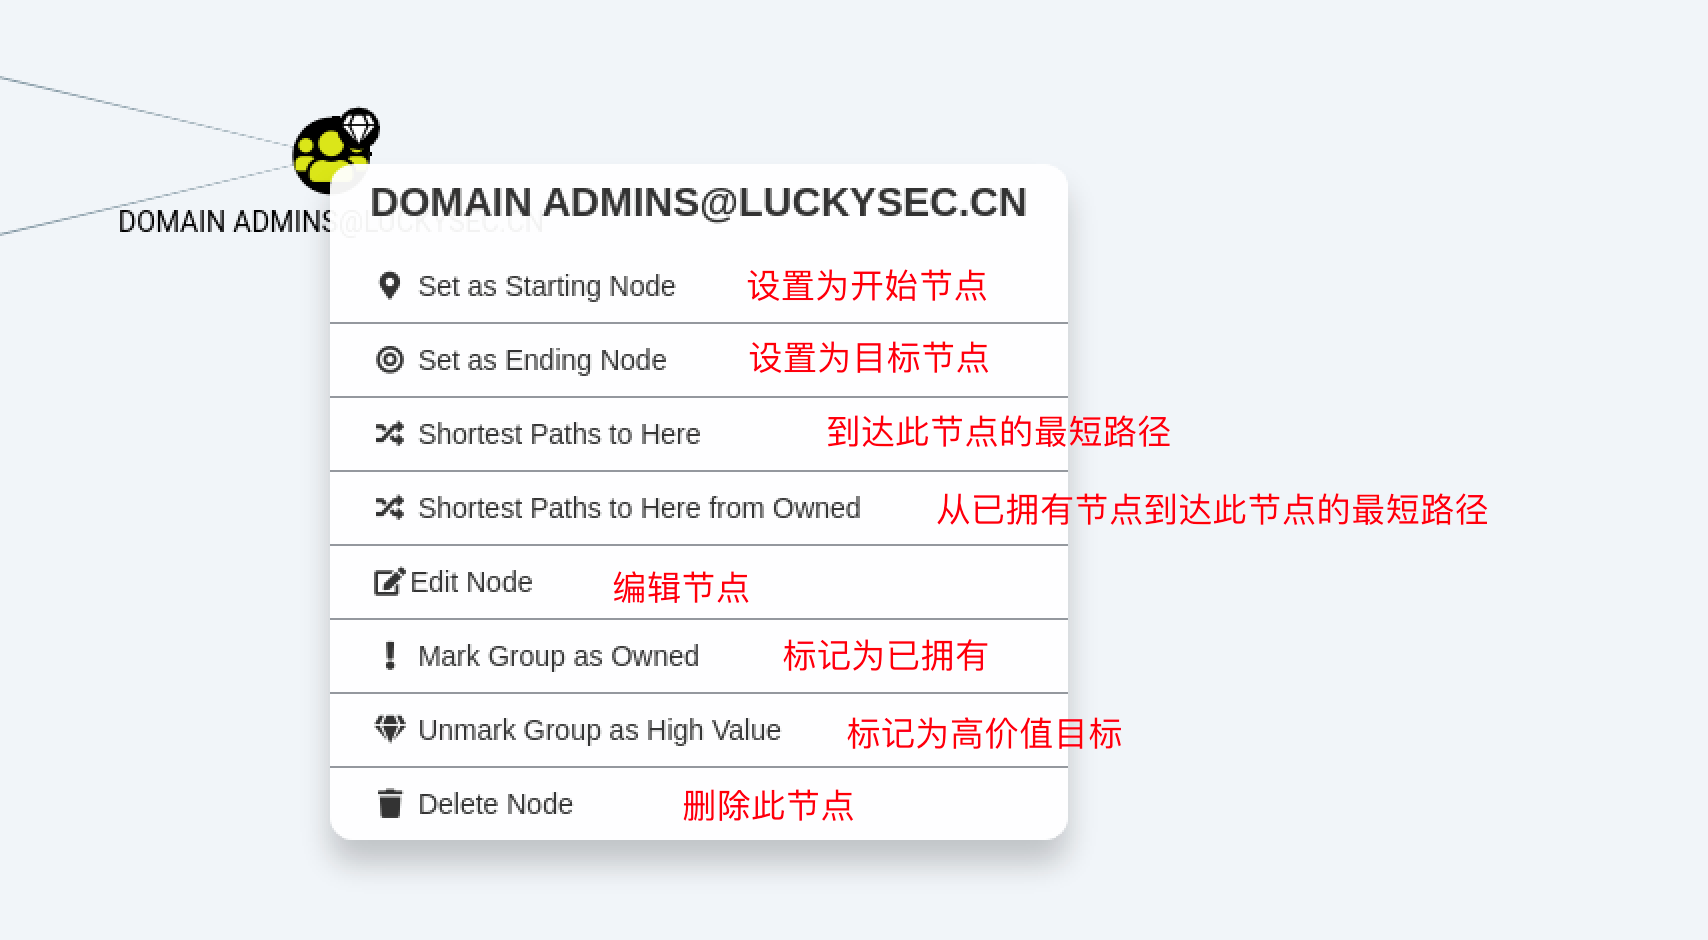 DOMAIN ADMINS@LUCKYSEC.CN
DOMAIN ADMINS@LUCKYSEC.CN
Set as Starting Node 设置为开始节点
Set as Ending Node 设置为目标节点
Shortest Paths to Here 到达此节点的最短路径
Shortest Paths to Here from Owned 从已拥有节点到达此节点的最短路径
Edit Node 编辑节点
Mark Group as Owned 标记为已拥有
Unmark Group as High Value 标记为高价值目标
Delete Node 删除此节点